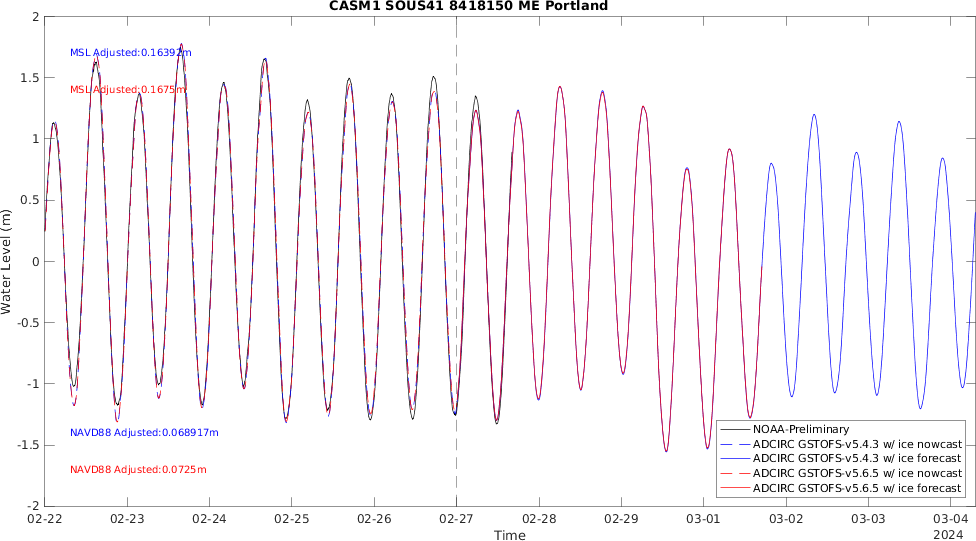 CASM1 SOUS41 8418150 ME Portland
2
1.5
1
0.5
0
-0.5
-1
-1.5
-2
Water Level (m)
MSL Adjusted:0.16392m
MSL Adjusted:0.1675m
NAVD88 Adjusted:0.068917m
NAVD88 Adjusted:0.0725m
NOAA-Preliminary
ADCIRC GSTOFS-v5.4.3 w/ ice nowcast
ADCIRC GSTOFS-v5.4.3 w/ ice forecast
ADCIRC GSTOFS-v5.6.5 w/ ice nowcast
ADCIRC GSTOFS-v5.6.5 w/ ice forecast
02-22 02-23 02-24 02-25 02-26 02-27 02-28 02-29 03-01 03-02 03-03 03-04
Time
2024